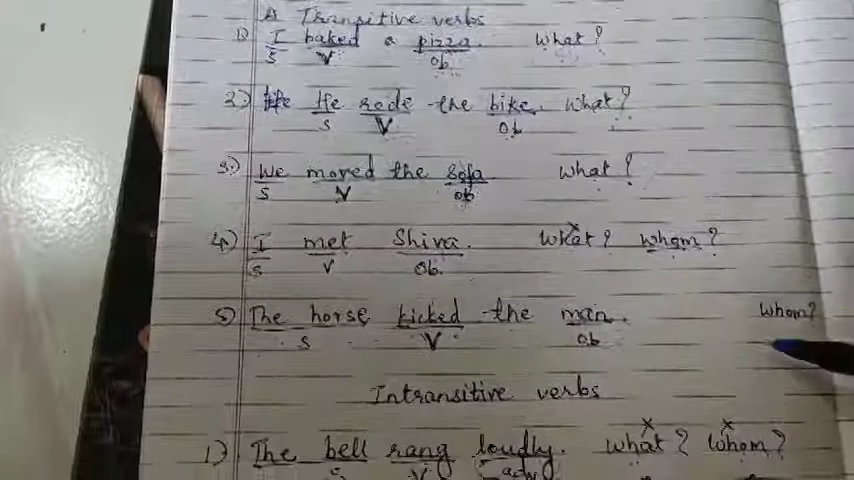 A Transitive verbs
1) I baked a pizza. What?
S V Ob
2) He rode the bike. What?
S V Ob
3) We moved the sofa What?
S V Ob
4) I met Shiva. What? Whom?
S V Ob
5) The horse kicked the man. Whom?
S V Ob
Intransitive verbs
1) The bell rang loudly. What? Whom?
S V adv